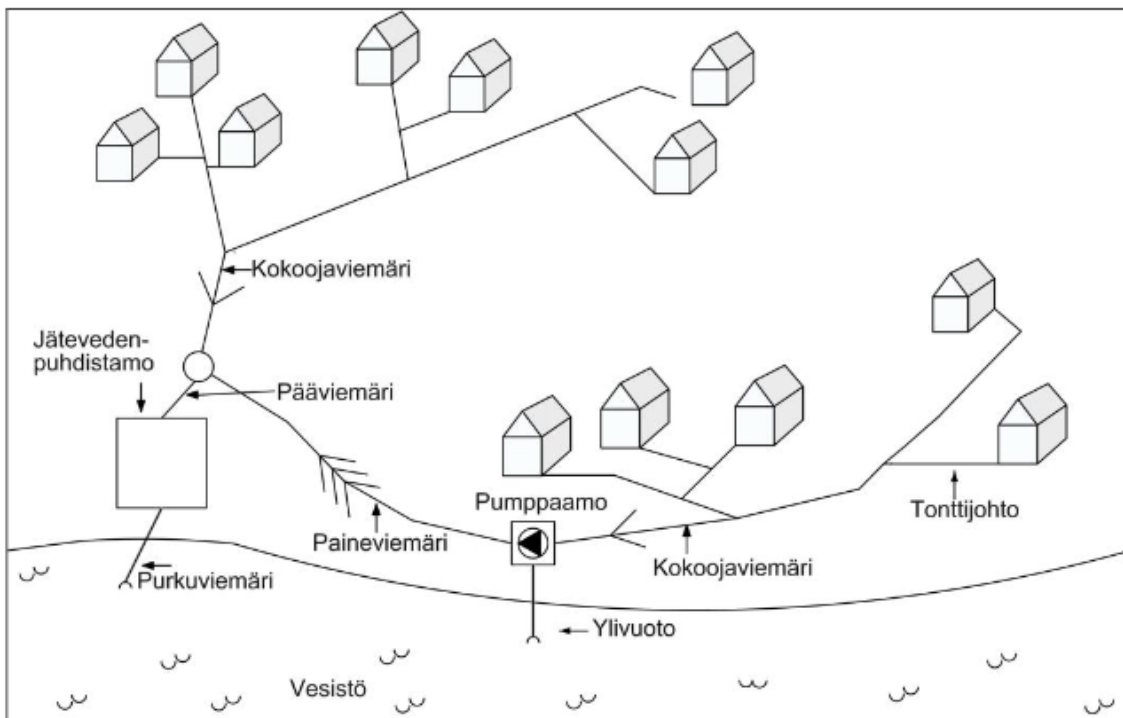 Kokoojaviemäri
Jäteveden-
puhdistamo
Pääviemäri
Pumppaamo
Tonttijohto
Paineviemäri
Kokoojaviemäri
Purkuviemäri
Ylivuoto
Vesistö